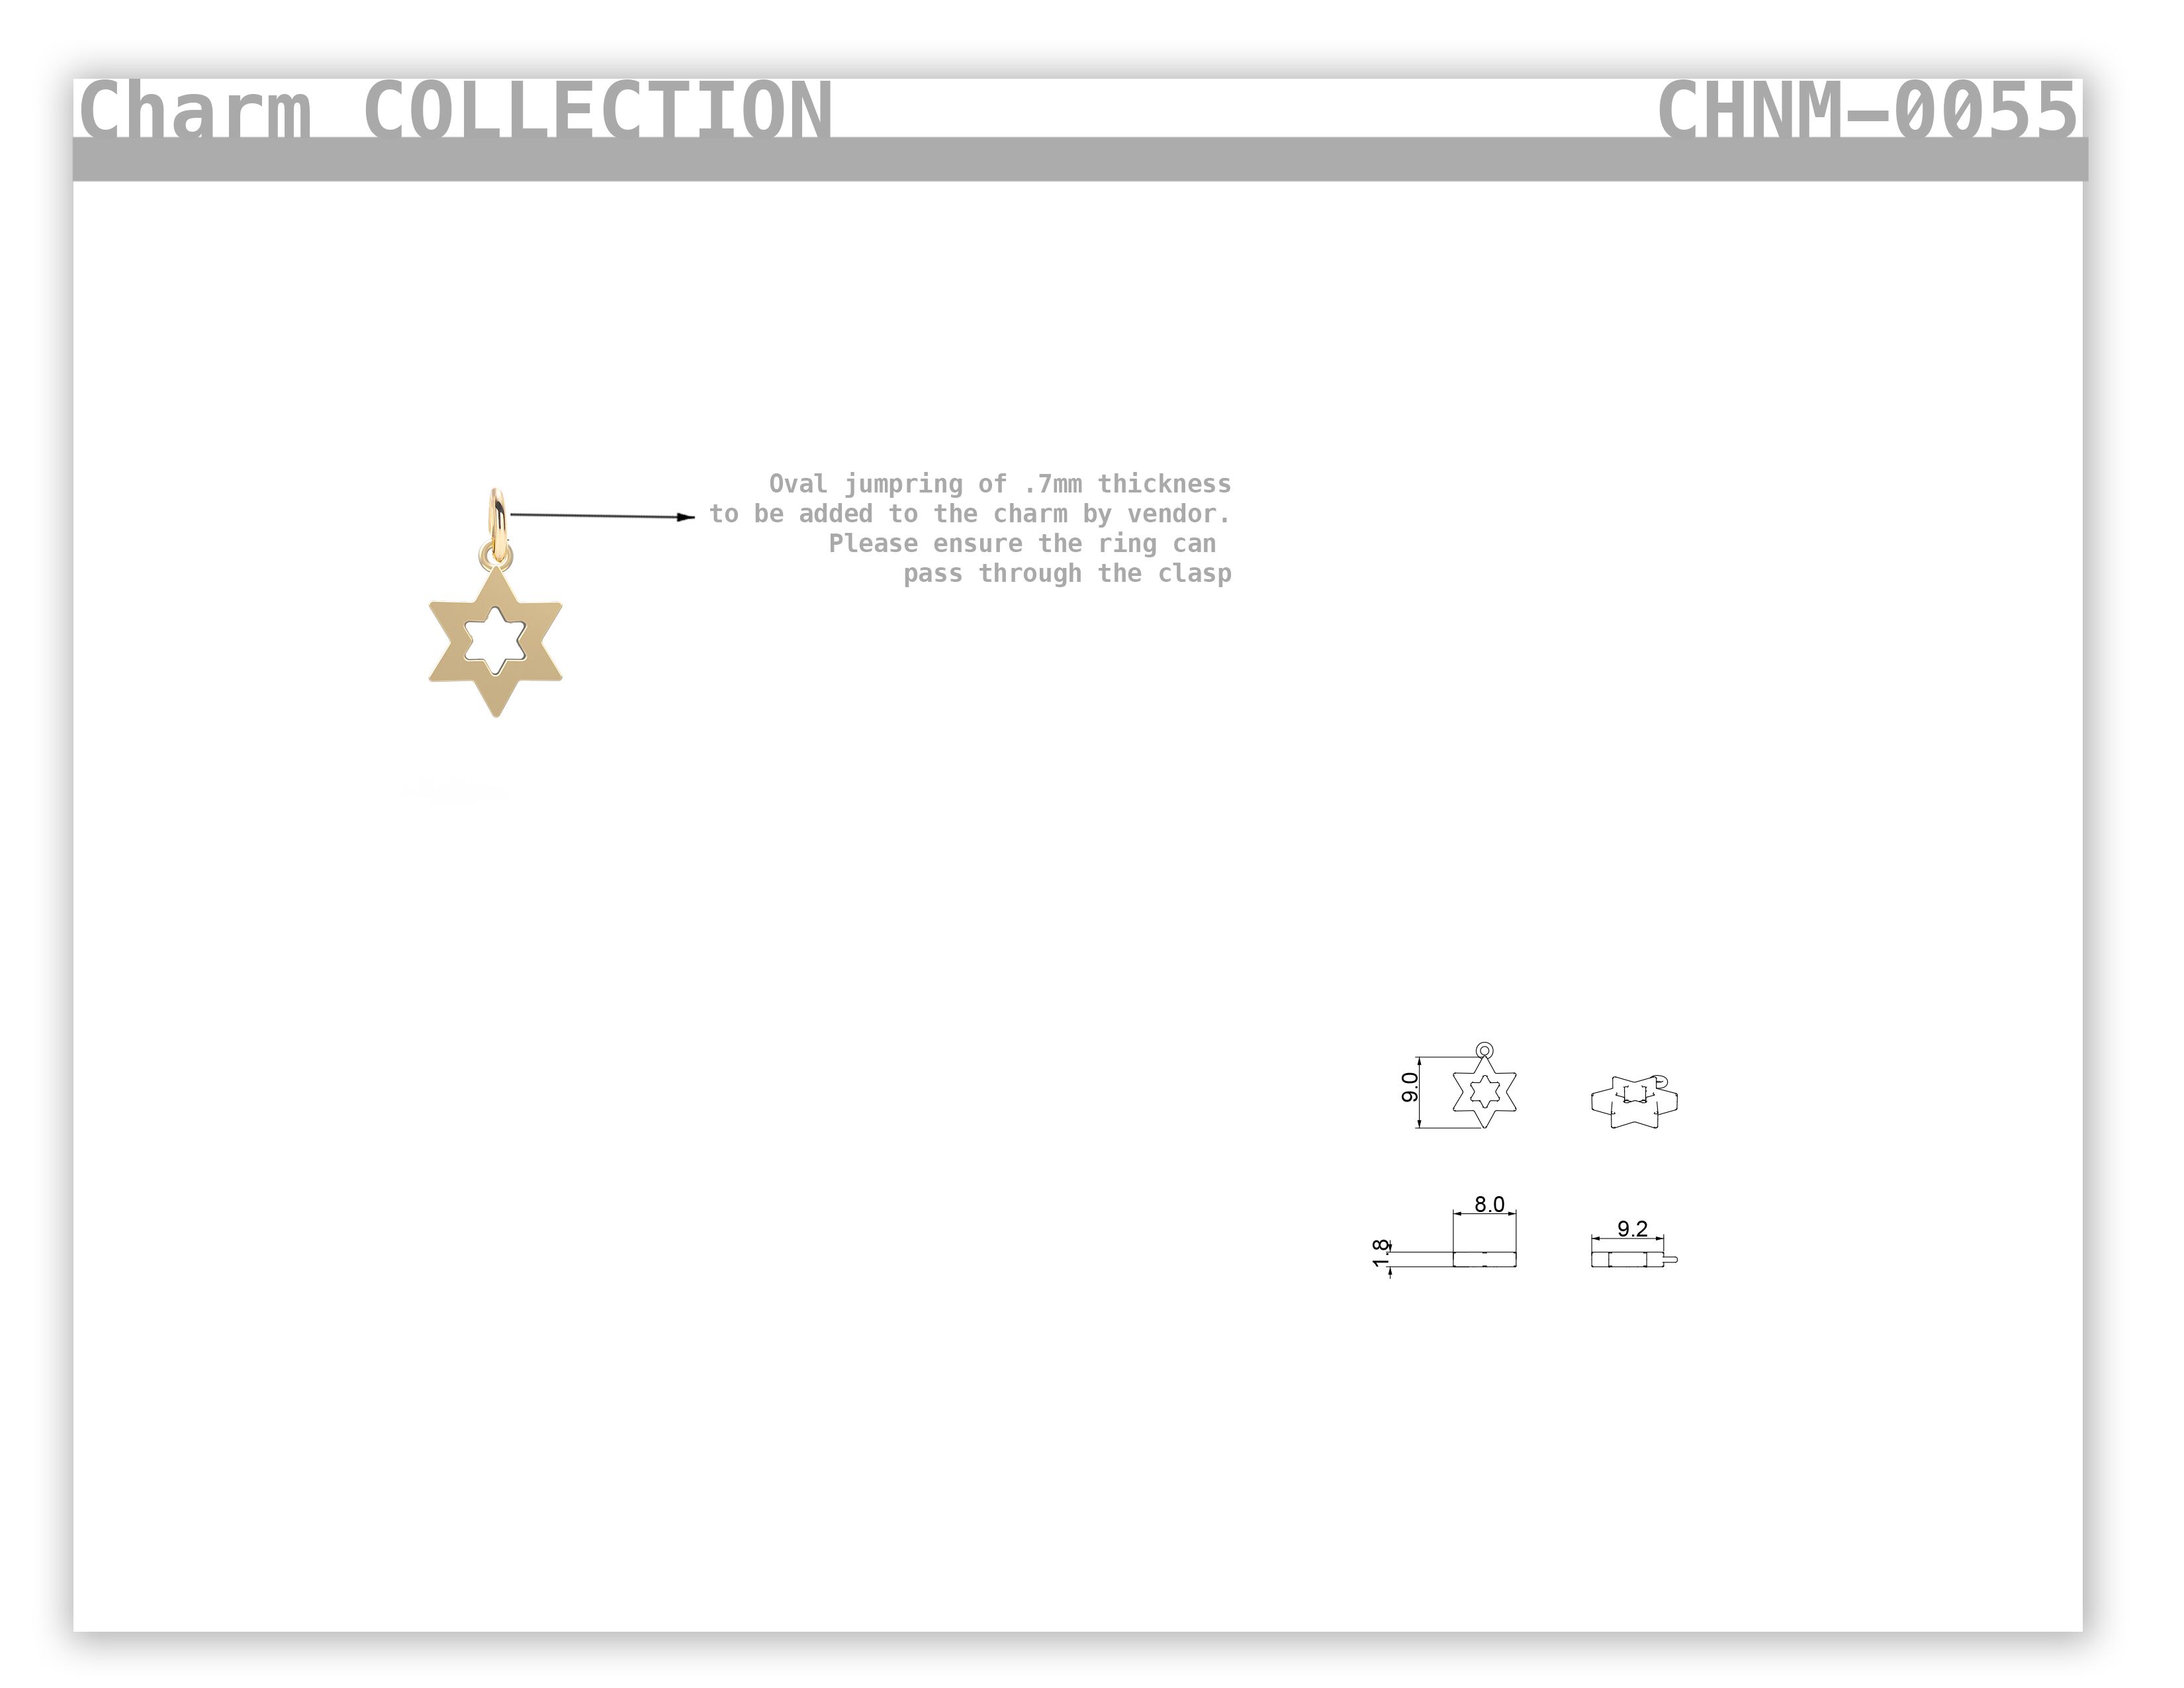 Charm COLLECTION
CHNM–0055
Oval jumpring of .7mm thickness
to be added to the charm by vendor.
Please ensure the ring can
pass through the clasp
9.0
8.0
1.8
9.2